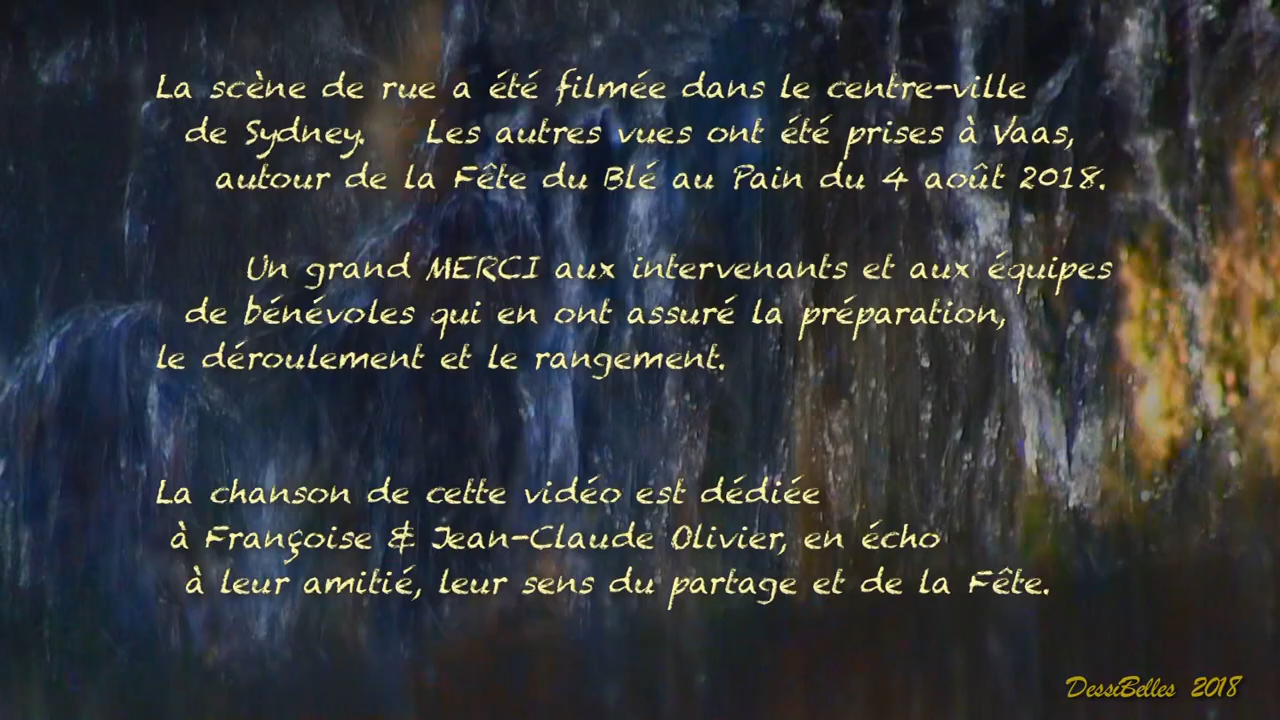 La scène de rue a été filmée dans le centre-ville
de Sydney. Les autres vues ont été prises à Vaas,
autour de la Fête du Blé au Pain du 4 août 2018.
Un grand MERCI aux intervenants et aux équipes
de bénévoles qui en ont assuré la préparation,
le déroulement et le rangement.
La chanson de cette vidéo est dédiée
à Françoise & Jean-Claude Olivier, en écho
à leur amitié, leur sens du partage et de la Fête.
DessiBelles 2018